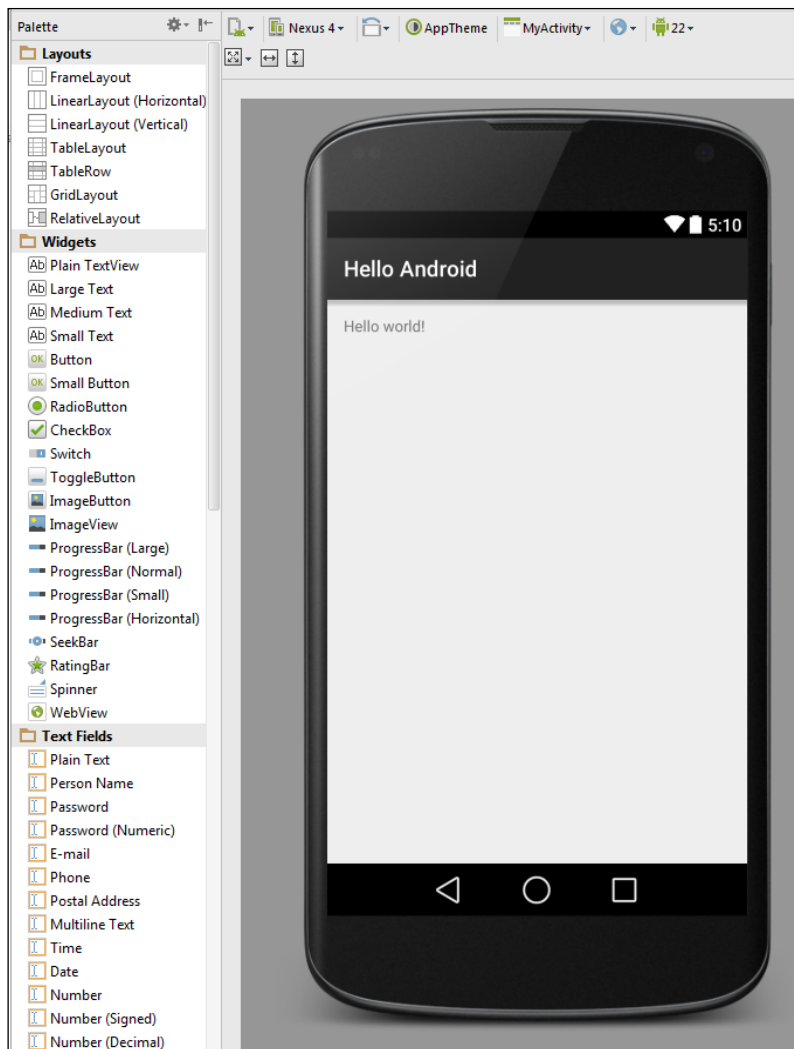 Palette
Nexus 4
AppTheme
MyActivity
22
Layouts
FrameLayout
LinearLayout (Horizontal)
LinearLayout (Vertical)
TableLayout
TableRow
GridLayout
RelativeLayout
Widgets
Ab Plain TextView
Ab Large Text
Ab Medium Text
Ab Small Text
OK Button
OK Small Button
RadioButton
CheckBox
Switch
ToggleButton
ImageButton
ImageView
ProgressBar (Large)
ProgressBar (Normal)
ProgressBar (Small)
ProgressBar (Horizontal)
SeekBar
RatingBar
Spinner
WebView
Text Fields
Plain Text
Person Name
Password
Password (Numeric)
E-mail
Phone
Postal Address
Multiline Text
Time
Date
Number
Number (Signed)
Number (Decimal)
5:10
Hello Android
Hello world!